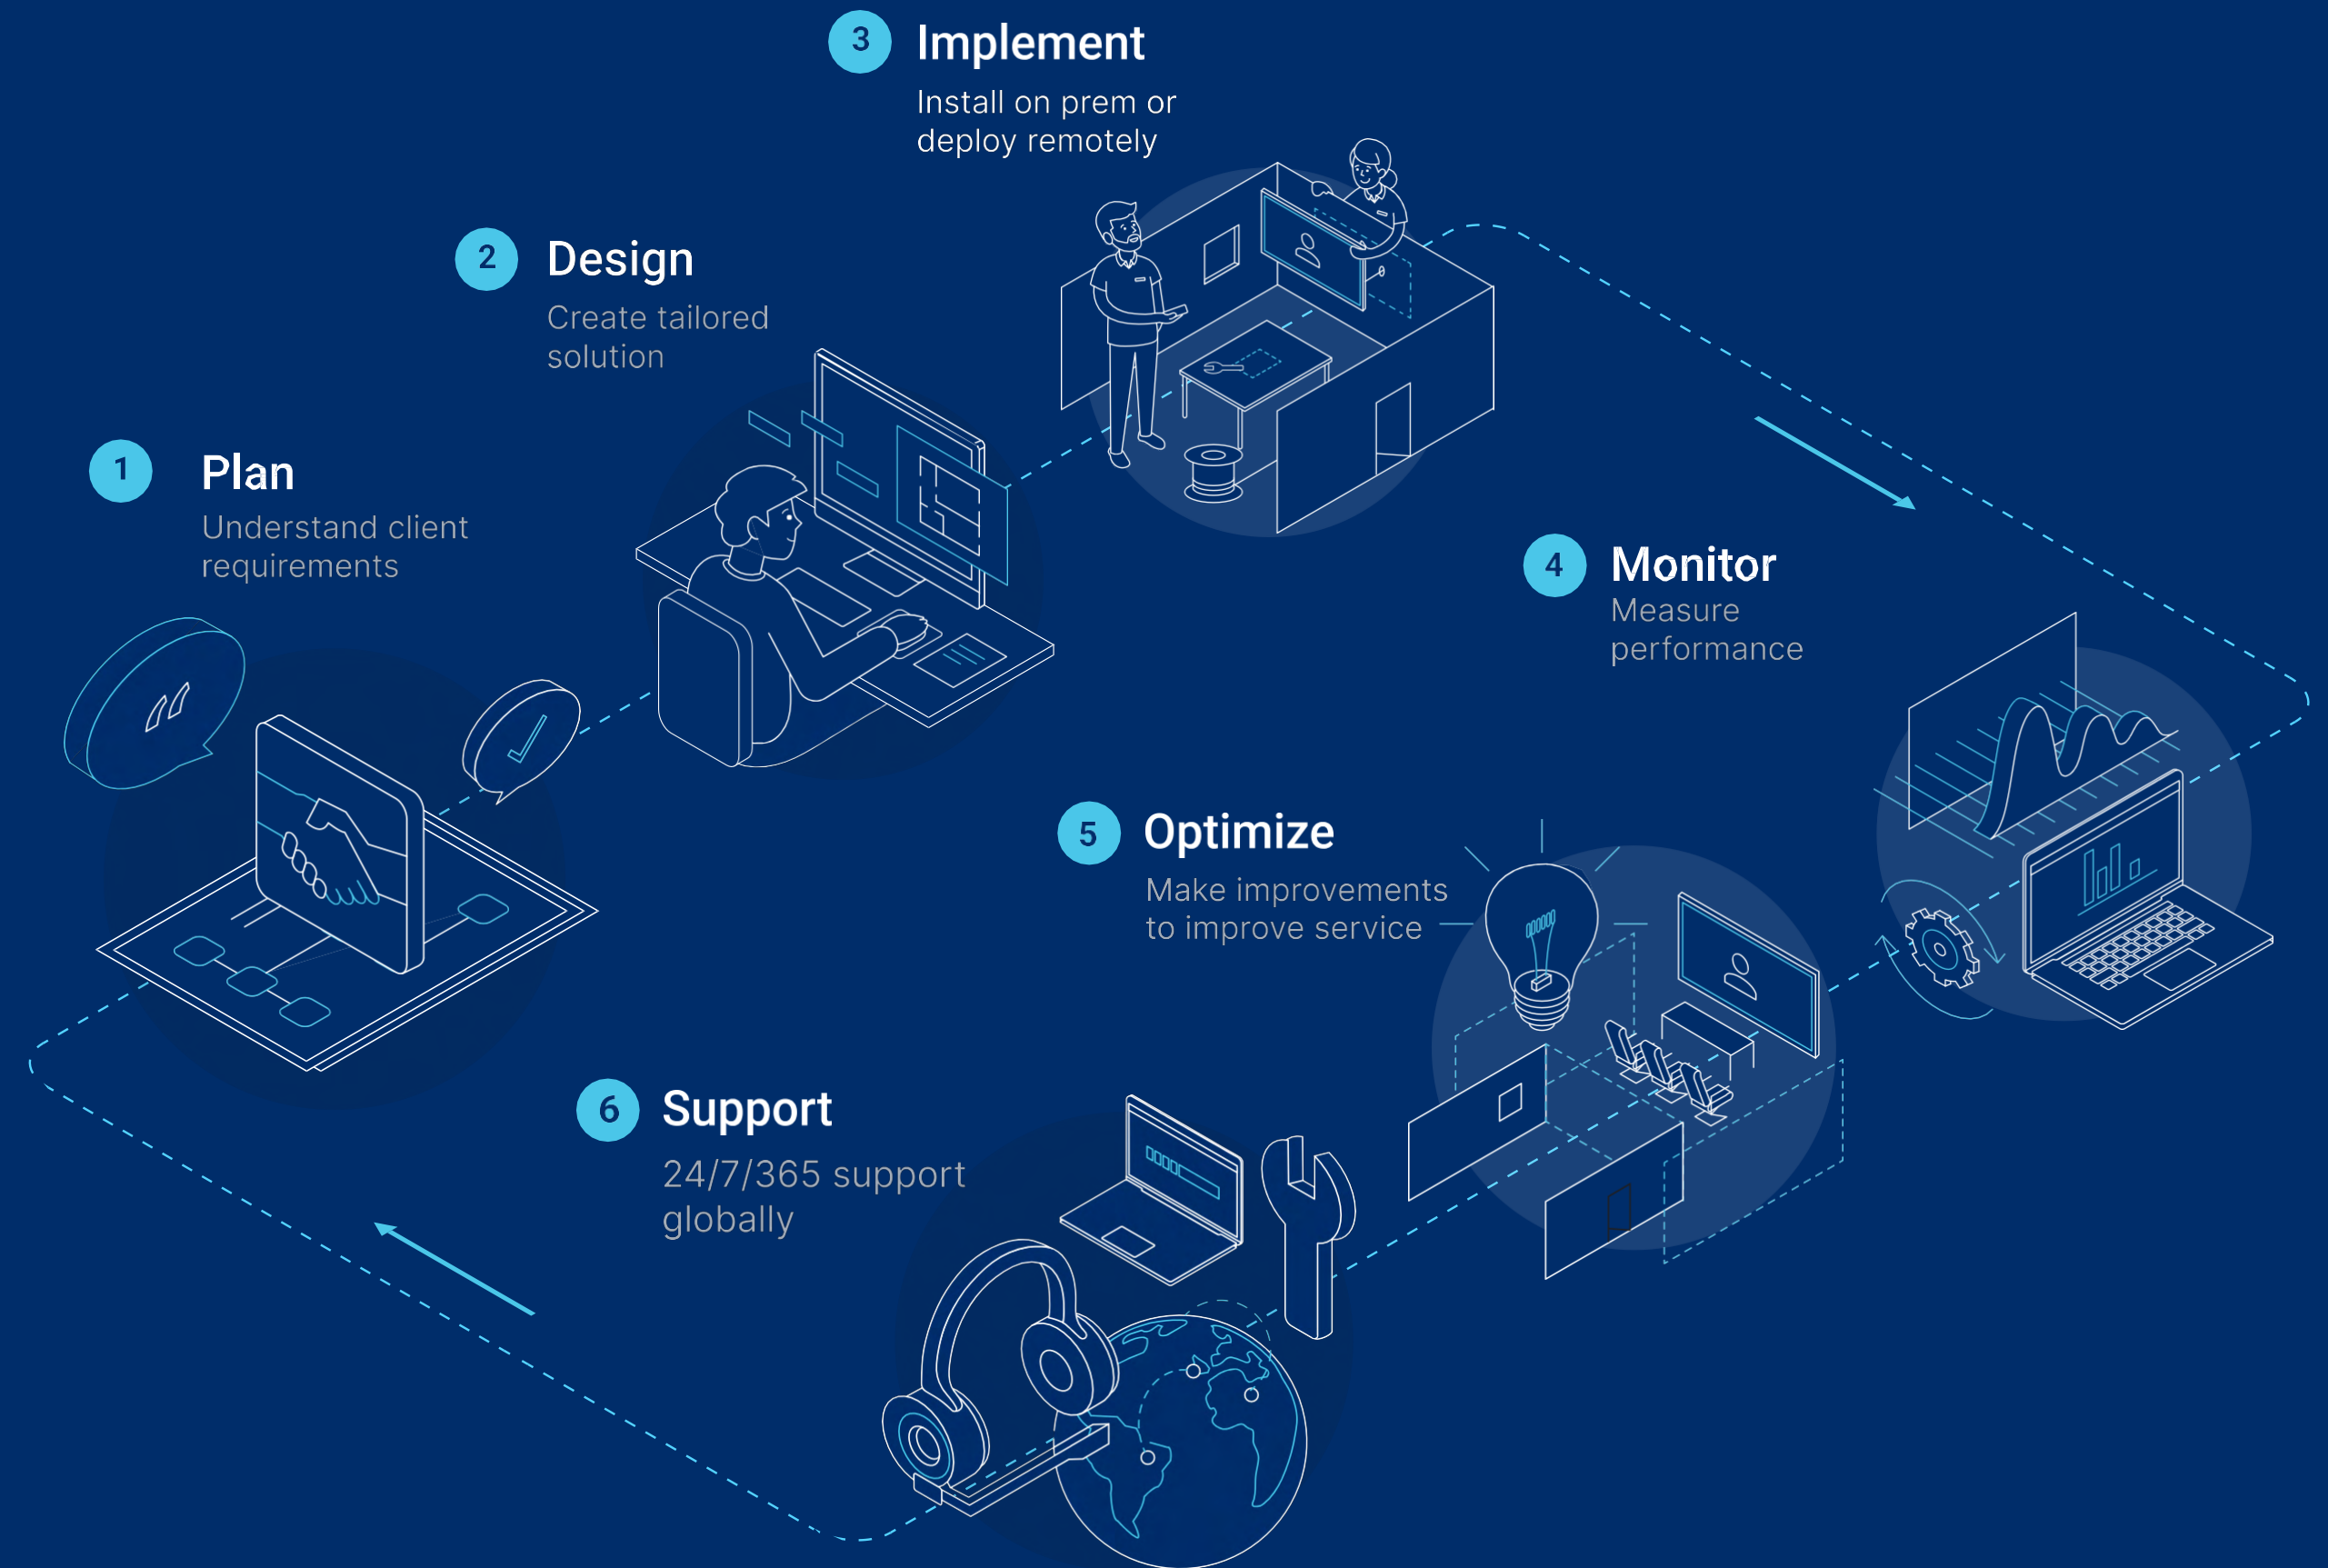 1
Plan
Understand client
requirements
2
Design
Create tailored
solution
3
Implement
Install on prem or
deploy remotely
4
Monitor
Measure
performance
5
Optimize
Make improvements
to improve service
6
Support
24/7/365 support
globally